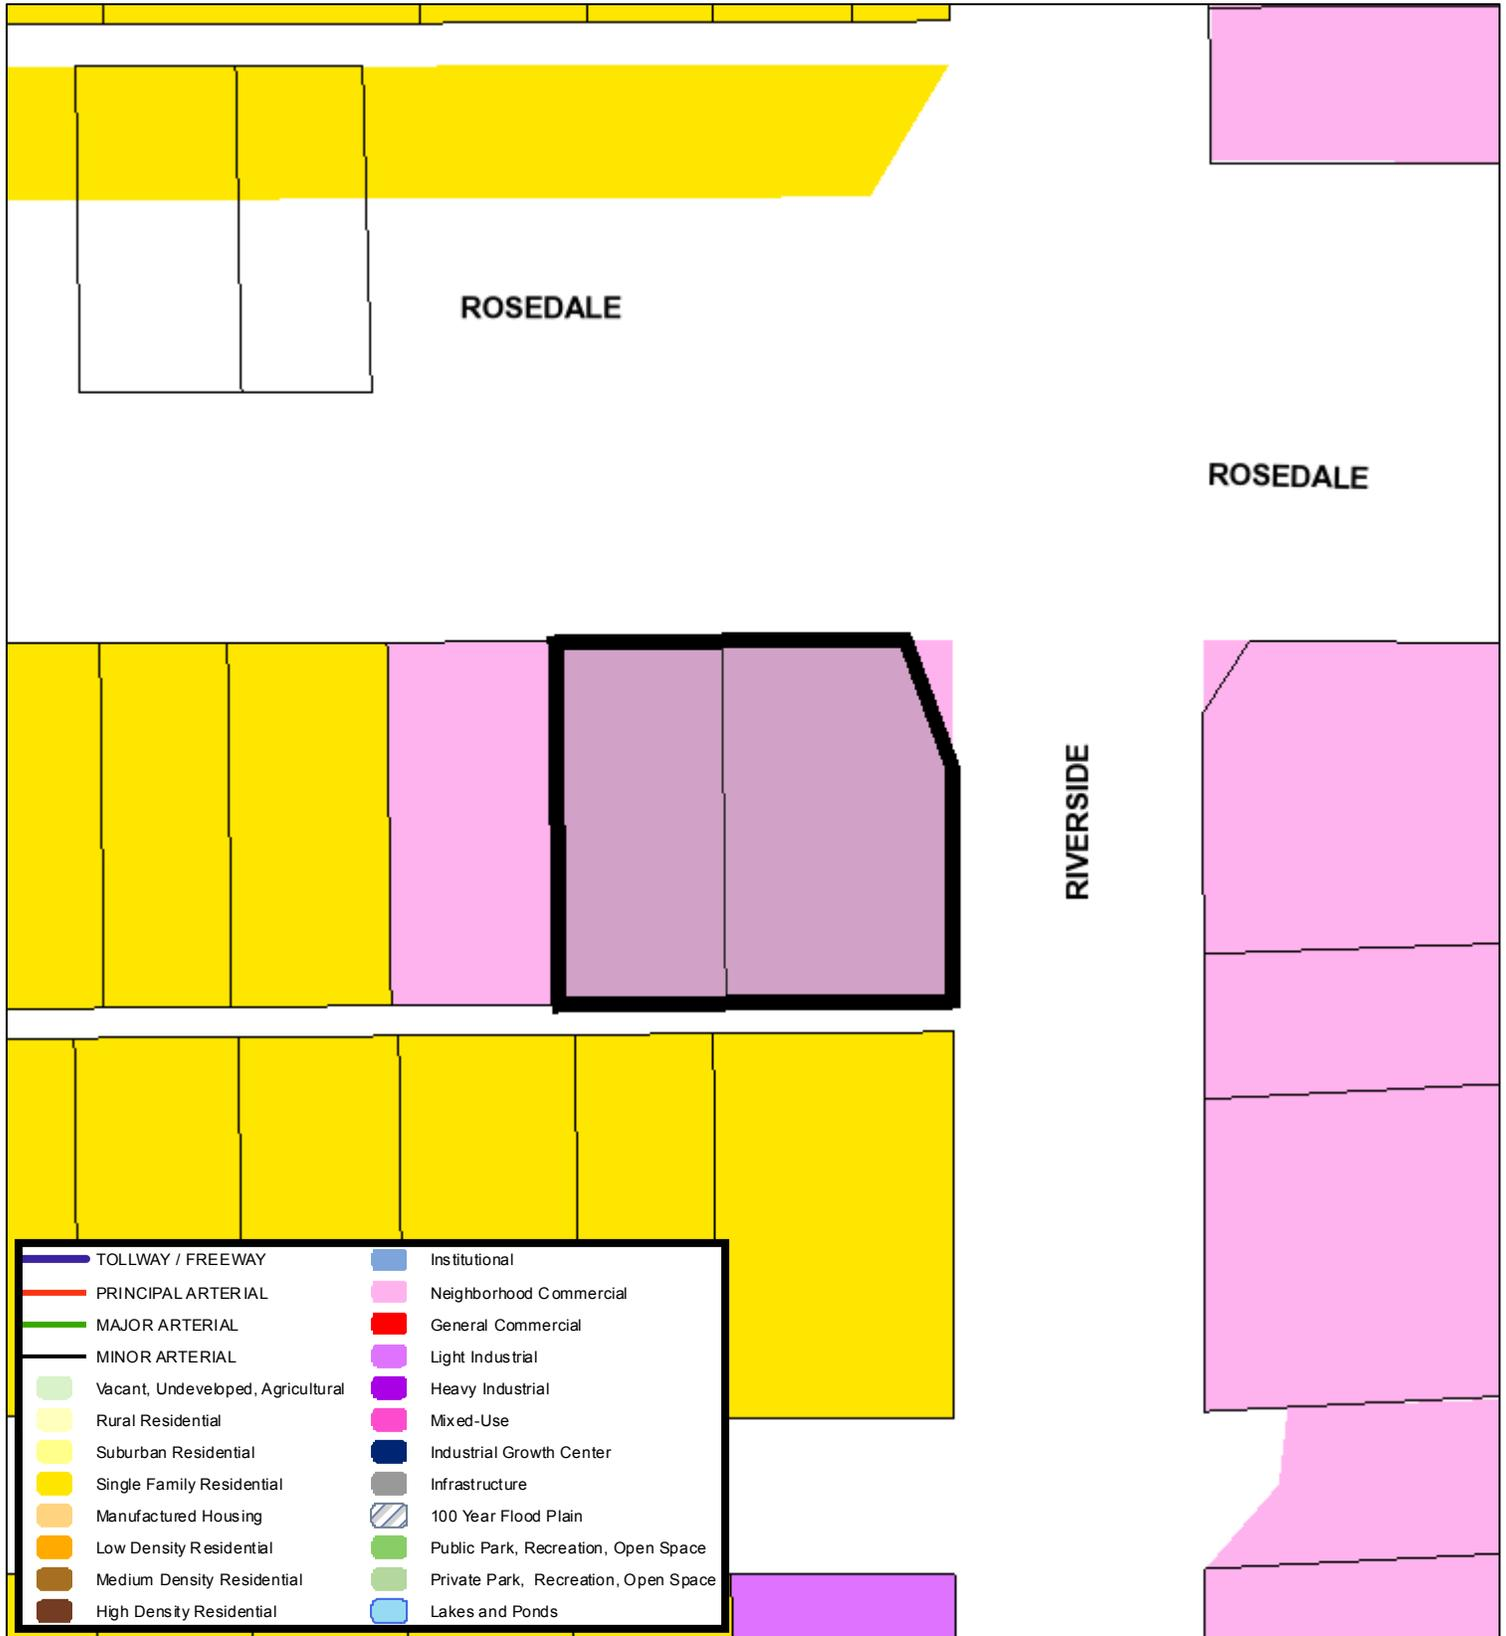 ROSEDALE
ROSEDALE
RIVERSIDE
TOLLWAY / FREEWAY
PRINCIPAL ARTERIAL
MAJOR ARTERIAL
MINOR ARTERIAL
Vacant, Undeveloped, Agricultural
Rural Residential
Suburban Residential
Single Family Residential
Manufactured Housing
Low Density Residential
Medium Density Residential
High Density Residential
Institutional
Neighborhood Commercial
General Commercial
Light Industrial
Heavy Industrial
Mixed-Use
Industrial Growth Center
Infrastructure
100 Year Flood Plain
Public Park, Recreation, Open Space
Private Park, Recreation, Open Space
Lakes and Ponds